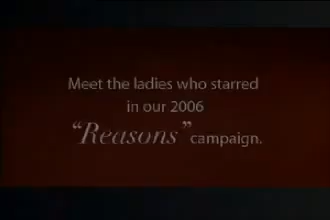 Meet the ladies who starred
in our 2006
“Reasons” campaign.